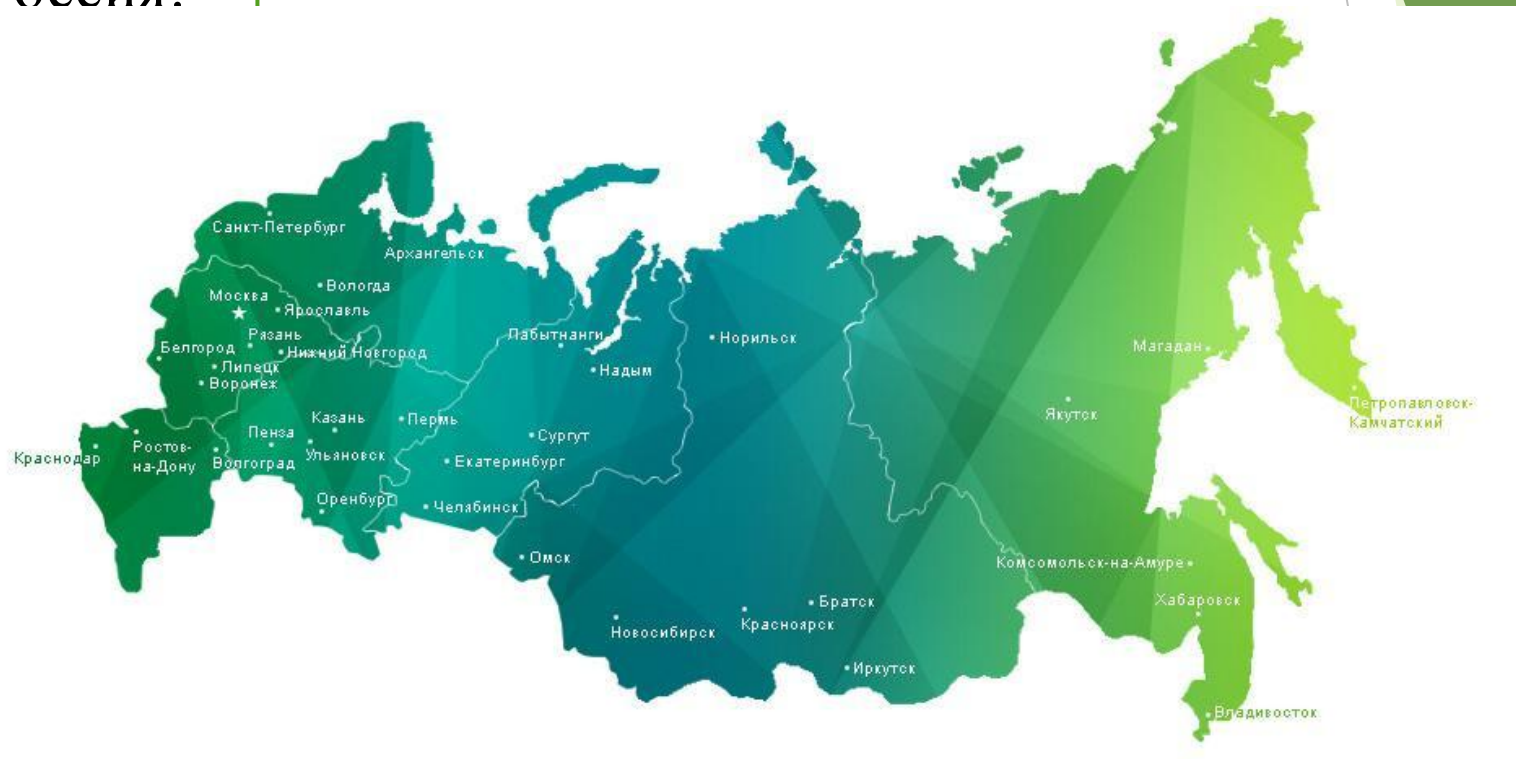 Санкт-Петербург
Архангельск
Вологда
Москва
Ярославль
Рязань
Белгород
Нижний Новгород
Липецк
Воронеж
Лабытнанги
Норильск
Надым
Магадан
Якутск
Петропавловск-
Камчатский
Казань
Пермь
Пенза
Сургут
Ростов-
на-Дону
Краснодар
Волгоград
Ульяновск
Екатеринбург
Оренбург
Челябинск
Омск
Комсомольск-на-Амуре
Хабаровск
Братск
Красноярск
Новосибирск
Иркутск
Владивосток